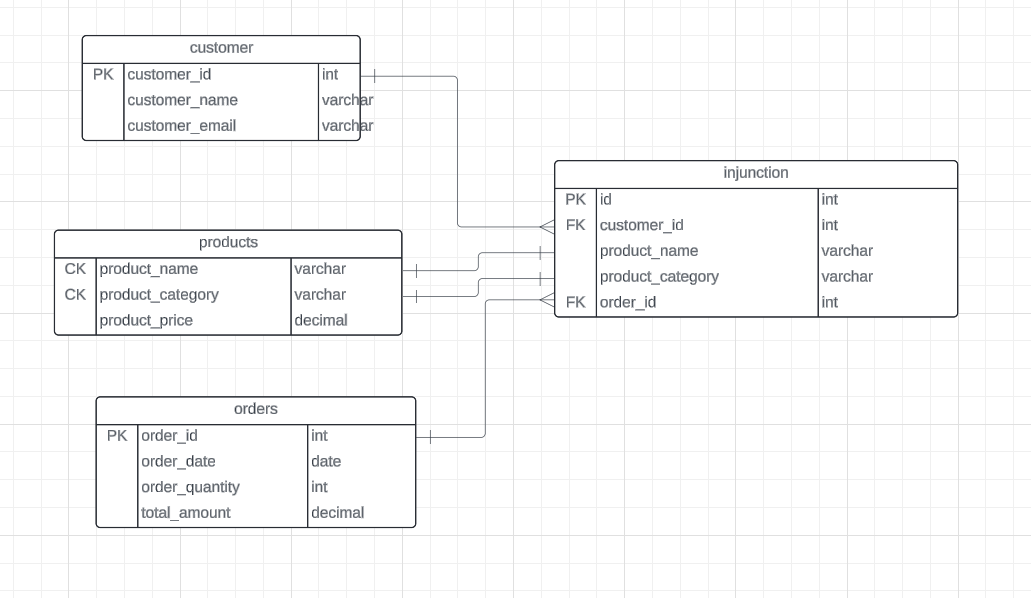 customer
PK customer_id int
customer_name varchar
customer_email varchar
injunction
PK id int
FK customer_id int
product_name varchar
product_category varchar
FK order_id int
products
CK product_name varchar
CK product_category varchar
product_price decimal
orders
PK order_id int
order_date date
order_quantity int
total_amount decimal